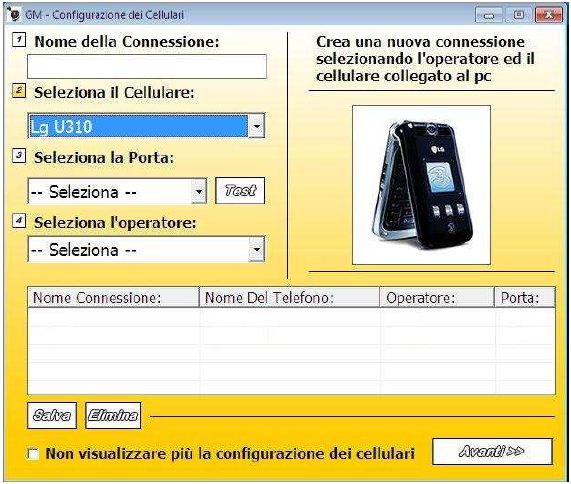 GM - Configurazione dei Cellulari
1 Nome della Connessione:
2 Seleziona il Cellulare:
Lg U310
3 Seleziona la Porta:
-- Seleziona --
Test
4 Seleziona l'operatore:
-- Seleziona --
Crea una nuova connessione
selezionando l'operatore ed il
cellulare collegato al pc
LG
3
Nome Connessione: Nome Del Telefono: Operatore: Porta:
Salva Elimina
Non visualizzare più la configurazione dei cellulari
Avanti >>